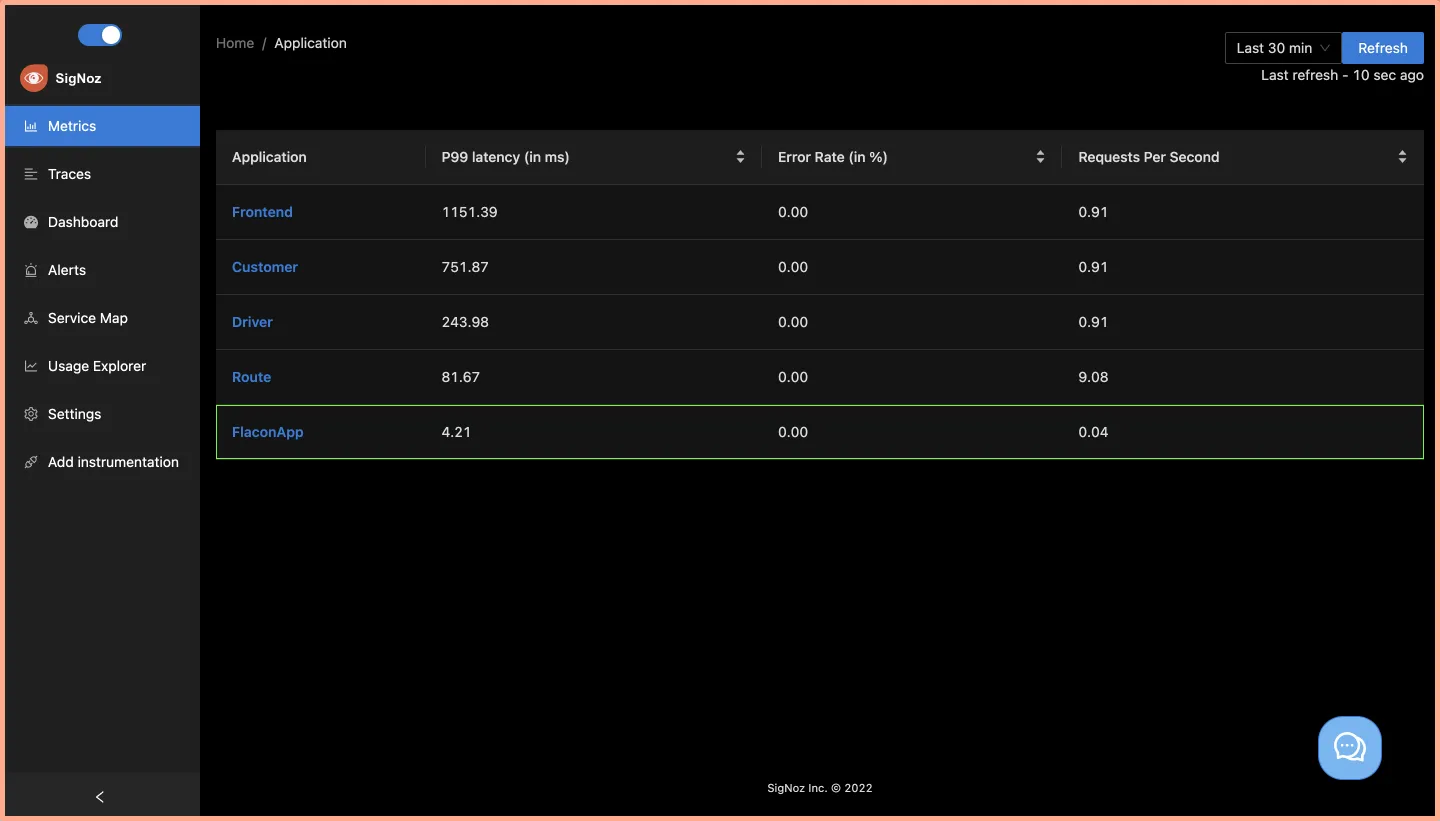 SigNoz
Metrics
Traces
Dashboard
Alerts
Service Map
Usage Explorer
Settings
Add instrumentation
Home / Application
Last 30 min Refresh
Last refresh - 10 sec ago
Application P99 latency (in ms) Error Rate (in %) Requests Per Second
Frontend 1151.39 0.00 0.91
Customer 751.87 0.00 0.91
Driver 243.98 0.00 0.91
Route 81.67 0.00 9.08
FlaconApp 4.21 0.00 0.04
SigNoz Inc. © 2022